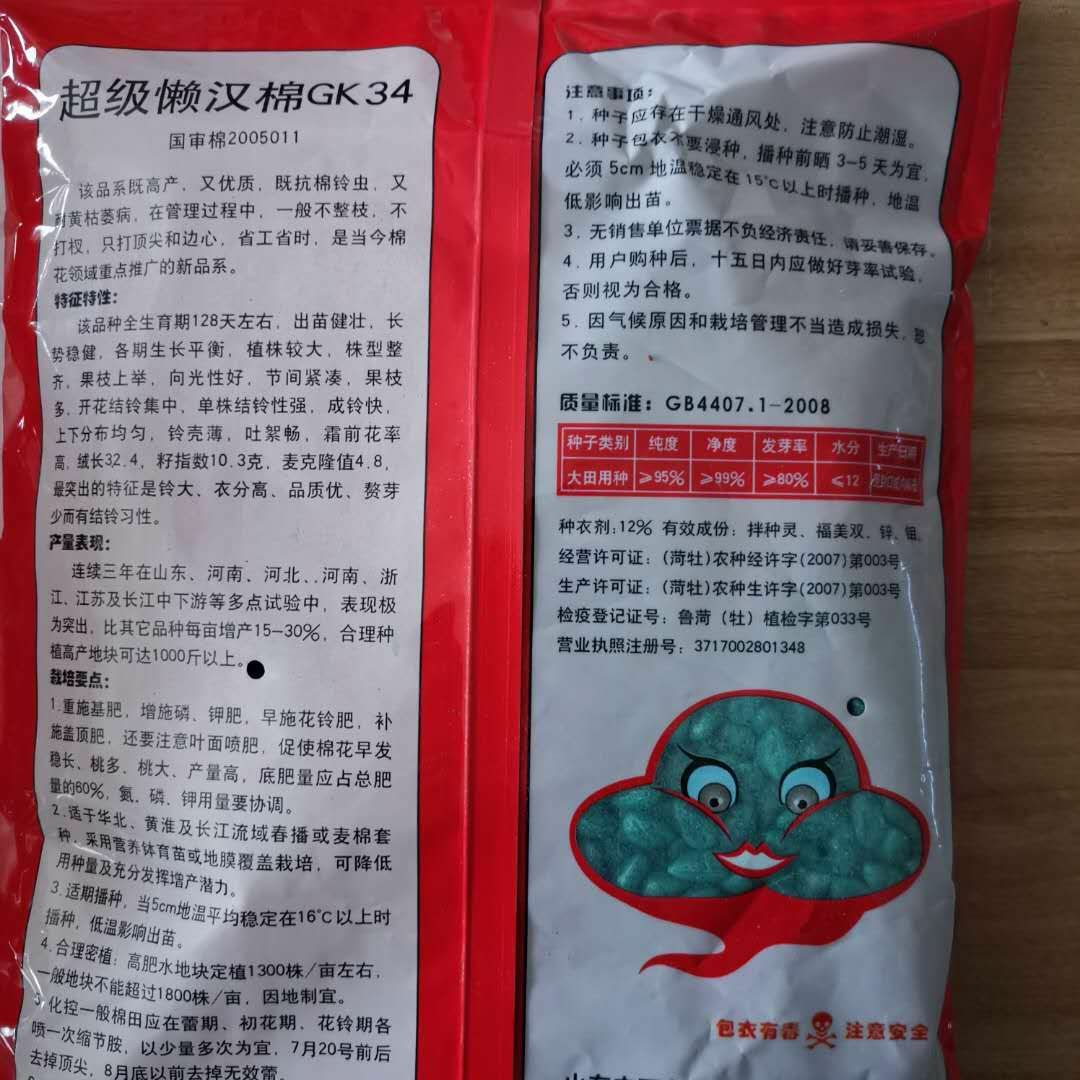 超级懒汉棉GK34
国审棉2005011
该品系既高产，又优质，既抗棉铃虫，又
耐黄枯萎病，在管理过程中，一般不整枝，不
打杈，只打顶尖和边心，省工省时，是当今棉
花领域重点推广的新品系。
特征特性：
该品种全生育期128天左右，出苗健壮，长
势稳健，各期生长平衡，植株较大，株型整
齐，果枝上举，向光性好，节间紧凑，果枝
多，开花结铃集中，单株结铃性强，成铃快，
上下分布均匀，铃壳薄，吐絮畅，霜前花率
高，绒长32.4，籽指数10.3克，麦克隆值4.8，
最突出的特征是铃大、衣分高、品质优、赘芽
少而有结铃习性。
产量表现：
连续三年在山东、河南、河北、河南、浙
江、江苏及长江中下游等多点试验中，表现极
为突出，比其它品种每亩增产15-30%，合理种
植高产地块可达1000斤以上。
栽培要点：
1.重施基肥，增施磷、钾肥，早施花铃肥，补
施盖顶肥，还要注意叶面喷肥，促使棉花早发
稳长、桃多、桃大、产量高，底肥量应占总肥
量的60%，氮、磷、钾用量要协调。
2.适于华北、黄淮及长江流域春播或麦棉套
种，采用营养钵育苗或地膜覆盖栽培，可降低
用种量及充分发挥增产潜力。
3.适期播种，当5cm地温平均稳定在16℃以上时
播种，低温影响出苗。
4.合理密植：高肥水地块定植1300株/亩左右，
一般地块不能超过1800株/亩，因地制宜。
5.化控一般棉田应在蕾期、初花期、花铃期各
喷一次缩节胺，以少量多次为宜，7月20号前后
去掉顶尖，8月底以前去掉无效蕾。
注意事项：
1．种子应存在干燥通风处，注意防止潮湿。
2．种子包衣不要浸种，播种前晒3-5天为宜，
必须5cm地温稳定在15℃以上时播种，地温
低影响出苗。
3．无销售单位票据不负经济责任，请妥善保存。
4．用户购种后，十五日内应做好芽率试验，
否则视为合格。
5．因气候原因和栽培管理不当造成损失，恕
不负责。
质量标准：GB4407.1-2008
种子类别 纯度 净度 发芽率 水分 生产日期
大田用种 ≥95% ≥99% ≥80% ≤12
种衣剂:12% 有效成份：拌种灵、福美双、锌、钼。
经营许可证：(菏牡)农种经许字(2007)第003号
生产许可证：(菏牡)农种生许字(2007)第003号
检疫登记证号：鲁菏（牡）植检字第033号
营业执照注册号：3717002801348
包衣有毒 注意安全